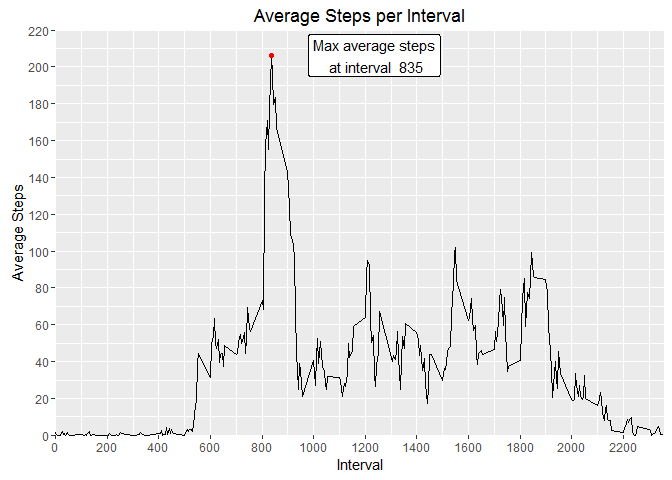 Average Steps per Interval
Max average steps
at interval  835
Average Steps
220
200
180
160
140
120
100
80
60
40
20
0
0 200 400 600 800 1000 1200 1400 1600 1800 2000 2200
Interval